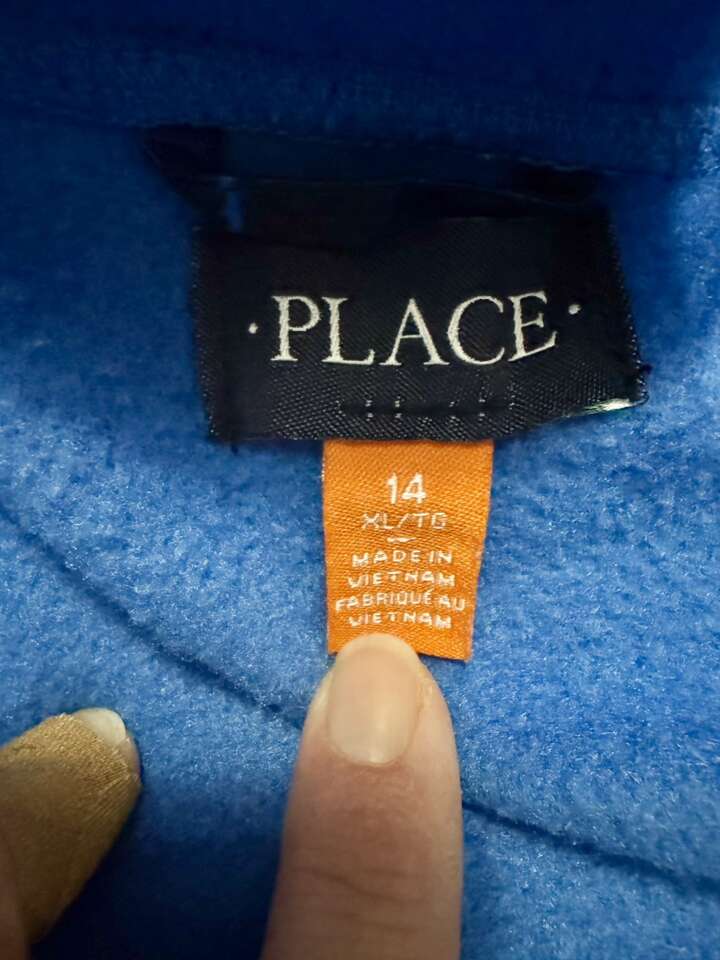 · PLACE ·
14
XL/TG
MADE IN
VIETNAM
FABRIQUÉ AU
VIETNAM